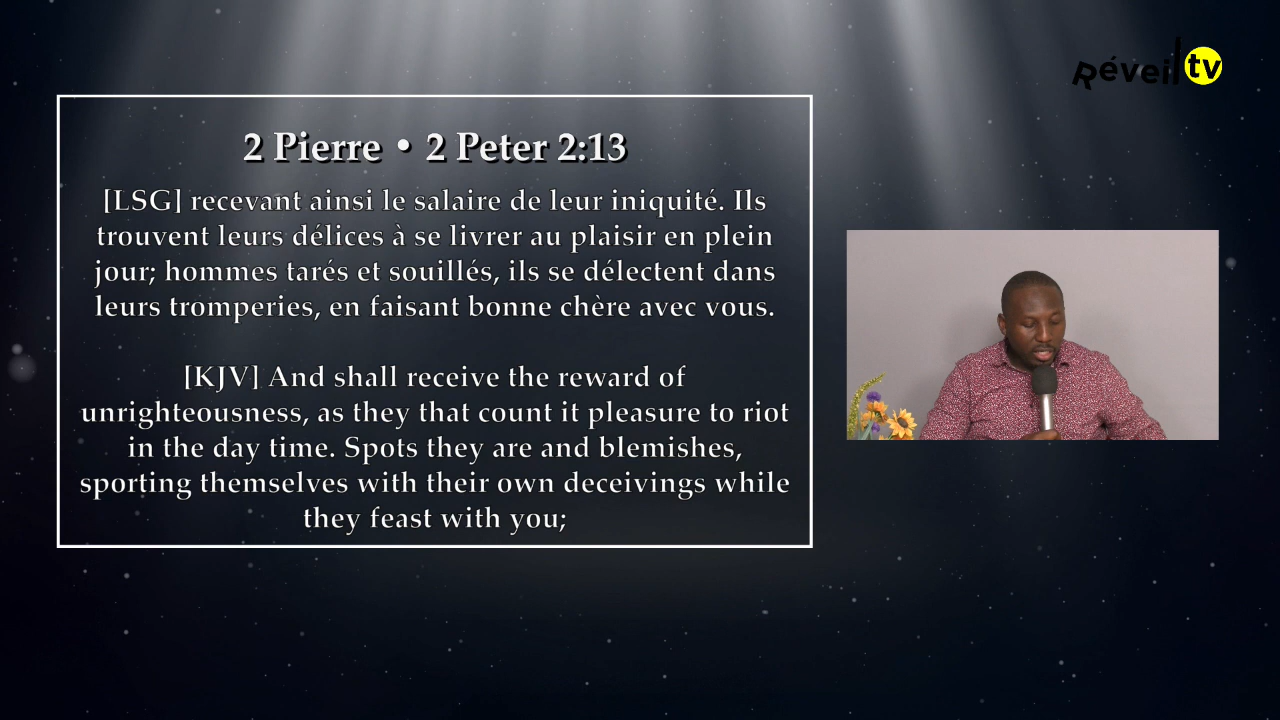 Réveil tv
2 Pierre • 2 Peter 2:13
[LSG] recevant ainsi le salaire de leur iniquité. Ils
trouvent leurs délices à se livrer au plaisir en plein
jour; hommes tarés et souillés, ils se délectent dans
leurs tromperies, en faisant bonne chère avec vous.
[KJV] And shall receive the reward of
unrighteousness, as they that count it pleasure to riot
in the day time. Spots they are and blemishes,
sporting themselves with their own deceivings while
they feast with you;